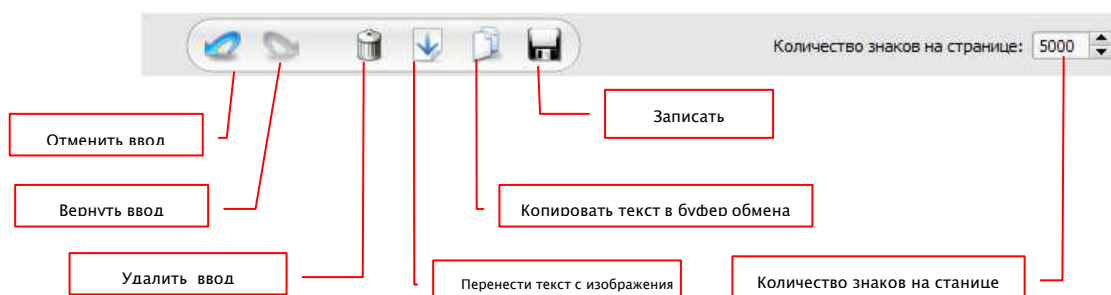 Количество знаков на странице: 5000
Записать
Отменить ввод
Вернуть ввод
Копировать текст в буфер обмена
Удалить ввод
Перенести текст с изображения
Количество знаков на станице